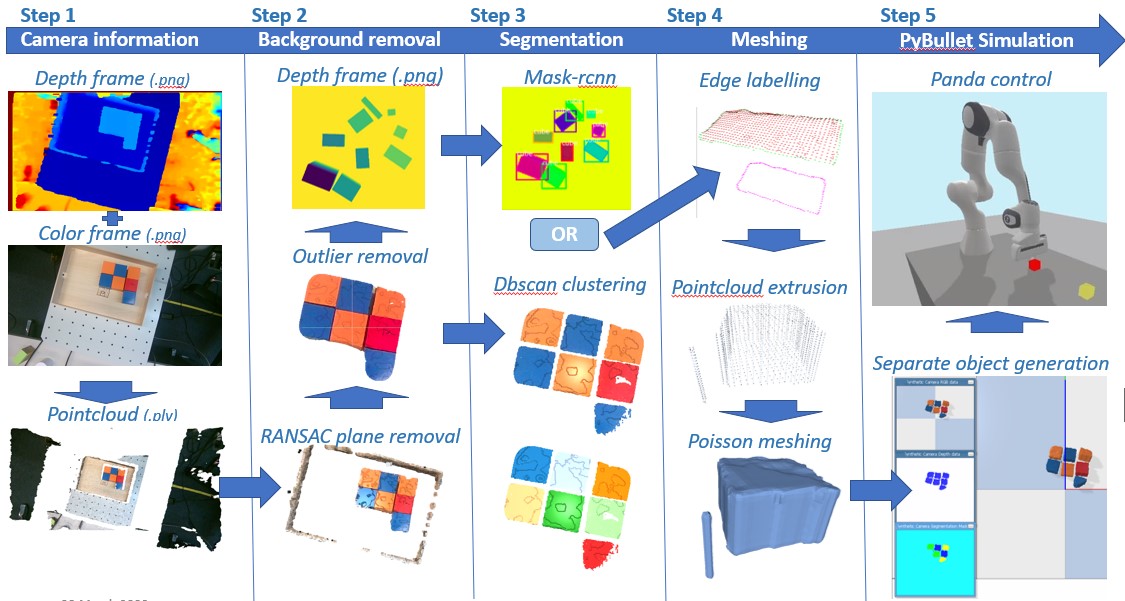 Step 1
Step 2
Step 3
Step 4
Step 5
Camera information
Background removal
Segmentation
Meshing
PyBullet Simulation
Depth frame (.png)
Color frame (.png)
Pointcloud (.ply)
Depth frame (.png)
Outlier removal
RANSAC plane removal
Mask-rcnn
OR
Dbscan clustering
Edge labelling
Pointcloud extrusion
Poisson meshing
Panda control
Separate object generation
Synthetic Camera RGB data
Synthetic Camera Depth data
Synthetic Camera Segmentation Mask